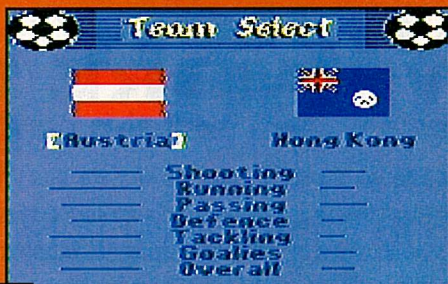 Team Select
Austria
Hong Kong
Shooting
Running
Passing
Defence
Tackling
Goalies
Overall